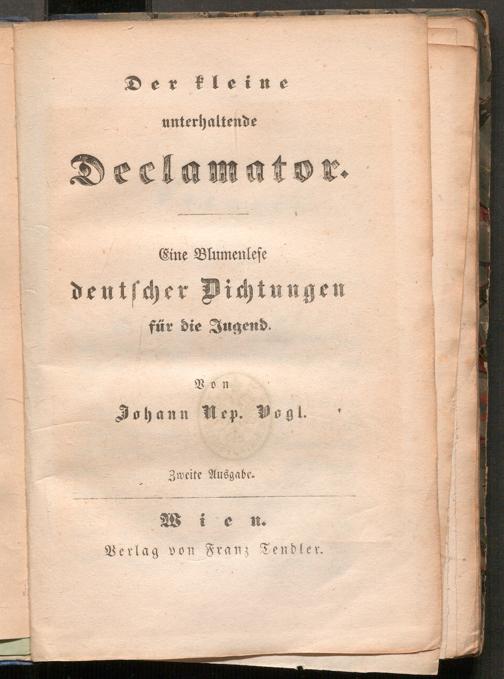 Der kleine
unterhaltende
Declamator.
Eine Blumenlese
deutscher Dichtungen
für die Jugend.
Von
Johann Nep. Vogl.
Zweite Ausgabe.
Wien.
Verlag von Franz Tendler.